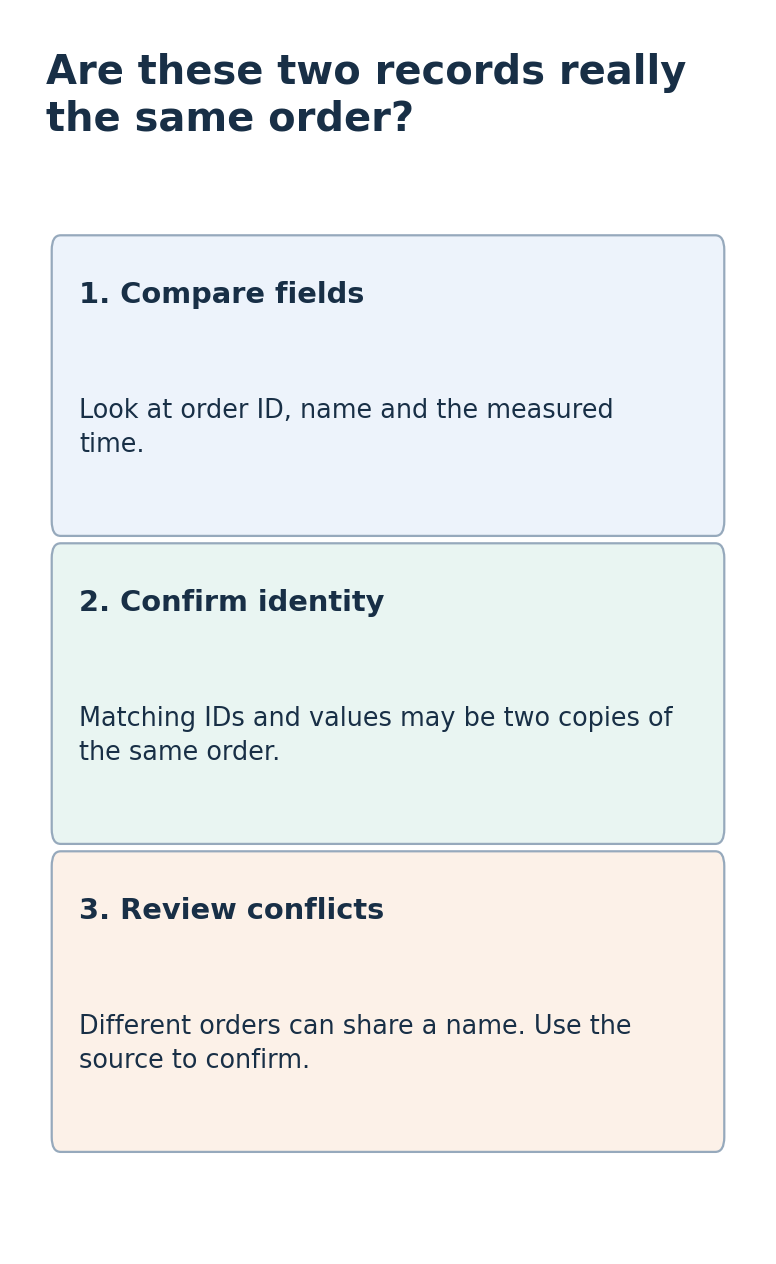 Are these two records really
the same order?
1. Compare fields
Look at order ID, name and the measured
time.
2. Confirm identity
Matching IDs and values may be two copies of
the same order.
3. Review conflicts
Different orders can share a name. Use the
source to confirm.